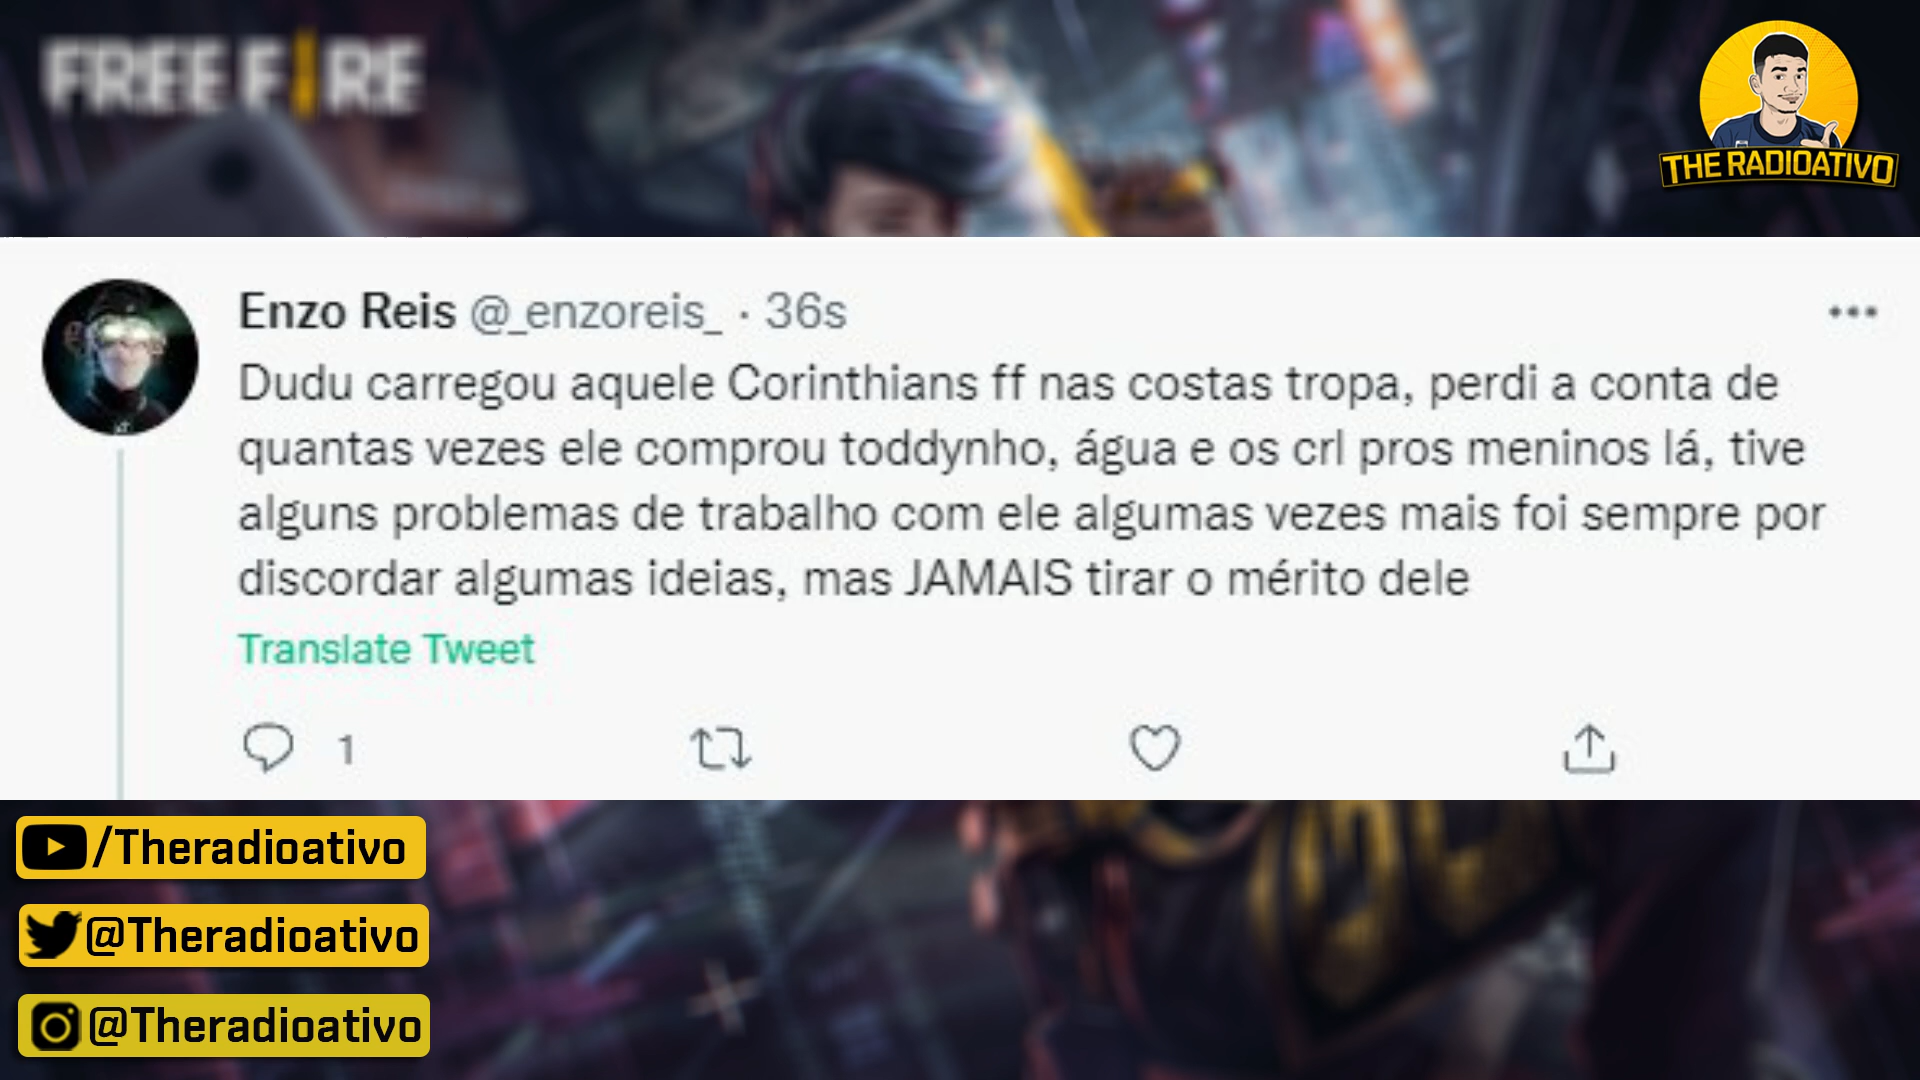 FREE FIRE
THE RADIOATIVO
Enzo Reis @_enzoreis_ · 36s
Dudu carregou aquele Corinthians ff nas costas tropa, perdi a conta de
quantas vezes ele comprou toddynho, água e os crl pros meninos lá, tive
alguns problemas de trabalho com ele algumas vezes mais foi sempre por
discordar algumas ideias, mas JAMAIS tirar o mérito dele
Translate Tweet
1
/Theradioativo
@Theradioativo
@Theradioativo